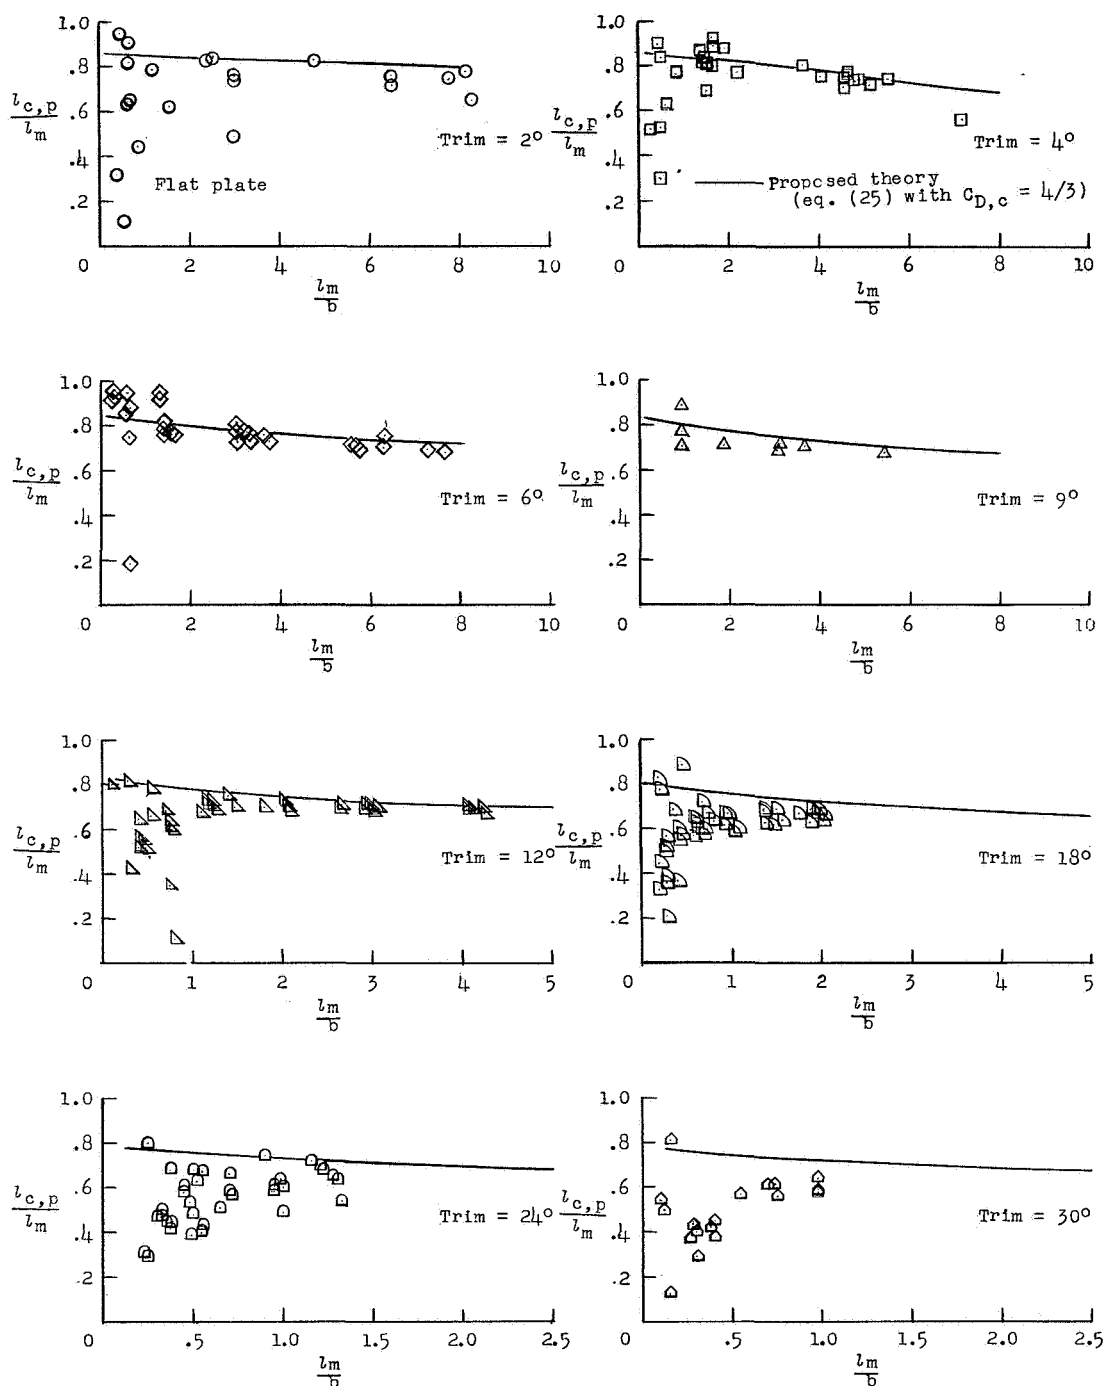 1.0 .8 .6 .4 .2 0 2 4 6 8 10
l_c,p / l_m
l_m / b
Trim = 2°
Flat plate
1.0 .8 .6 .4 .2 0 2 4 6 8 10
l_c,p / l_m
l_m / b
Trim = 4°
Proposed theory
(eq. (25) with C_D,c = 4/3)
1.0 .8 .6 .4 .2 0 2 4 6 8 10
l_c,p / l_m
l_m / b
Trim = 6°
1.0 .8 .6 .4 .2 0 2 4 6 8 10
l_c,p / l_m
l_m / b
Trim = 9°
1.0 .8 .6 .4 .2 0 1 2 3 4 5
l_c,p / l_m
l_m / b
Trim = 12°
1.0 .8 .6 .4 .2 0 1 2 3 4 5
l_c,p / l_m
l_m / b
Trim = 18°
1.0 .8 .6 .4 .2 0 .5 1.0 1.5 2.0 2.5
l_c,p / l_m
l_m / b
Trim = 24°
1.0 .8 .6 .4 .2 0 .5 1.0 1.5 2.0 2.5
l_c,p / l_m
l_m / b
Trim = 30°